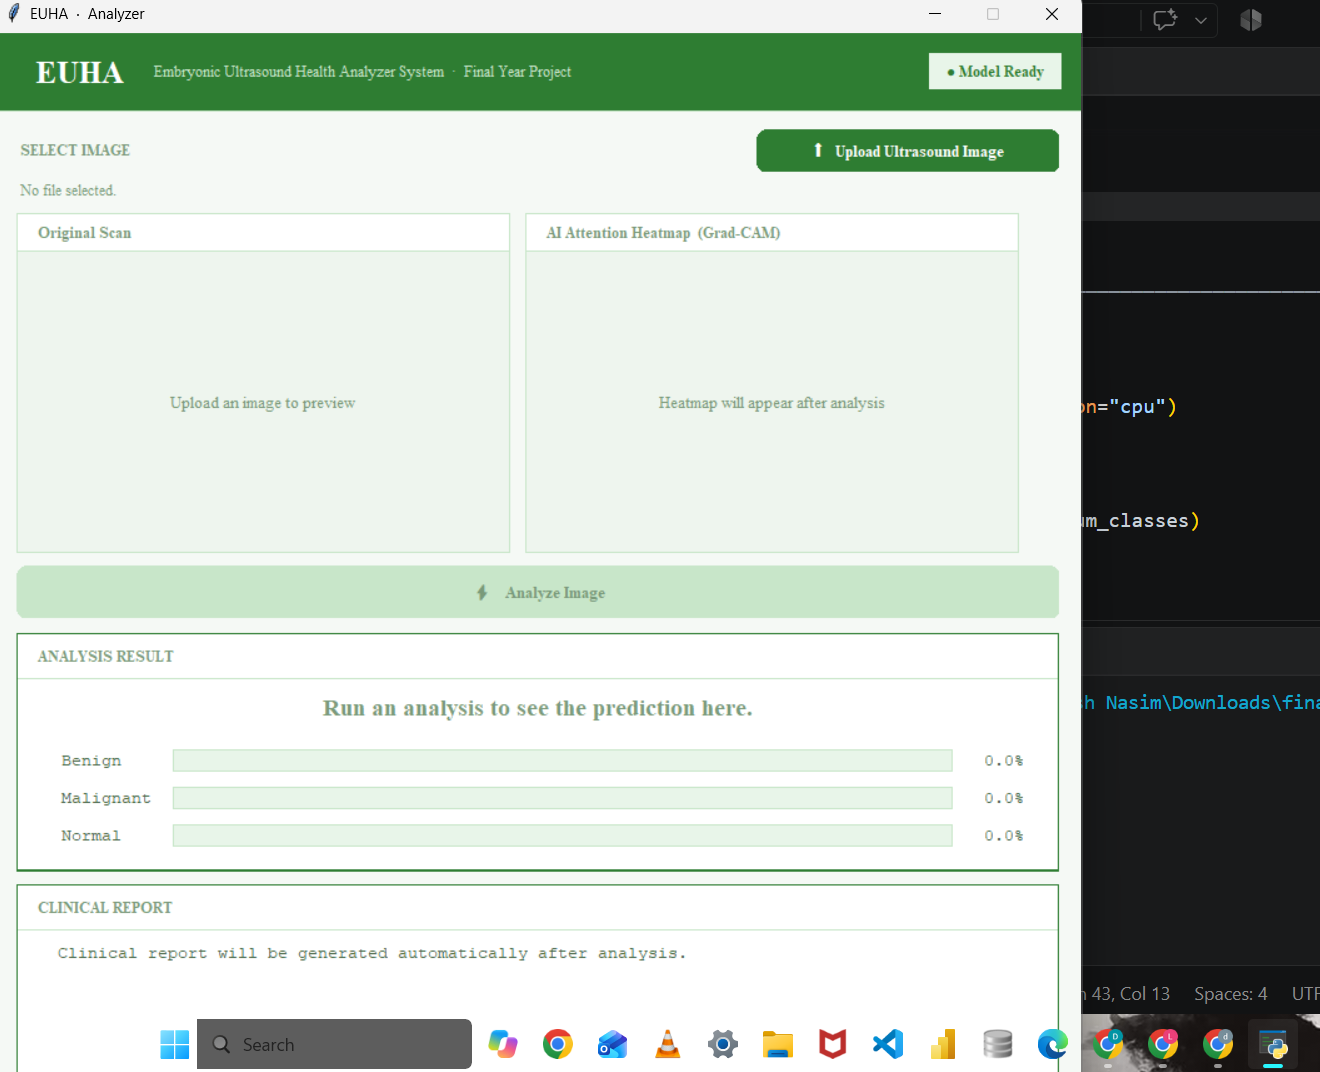 EUHA · Analyzer
EUHA
Embryonic Ultrasound Health Analyzer System · Final Year Project
● Model Ready
SELECT IMAGE
⬆ Upload Ultrasound Image
No file selected.
Original Scan
AI Attention Heatmap (Grad-CAM)
Upload an image to preview
Heatmap will appear after analysis
⚡ Analyze Image
ANALYSIS RESULT
Run an analysis to see the prediction here.
Benign 0.0%
Malignant 0.0%
Normal 0.0%
CLINICAL REPORT
Clinical report will be generated automatically after analysis.
on="cpu")
um_classes)
sh Nasim\Downloads\fina
n 43, Col 13 Spaces: 4 UTF
Search